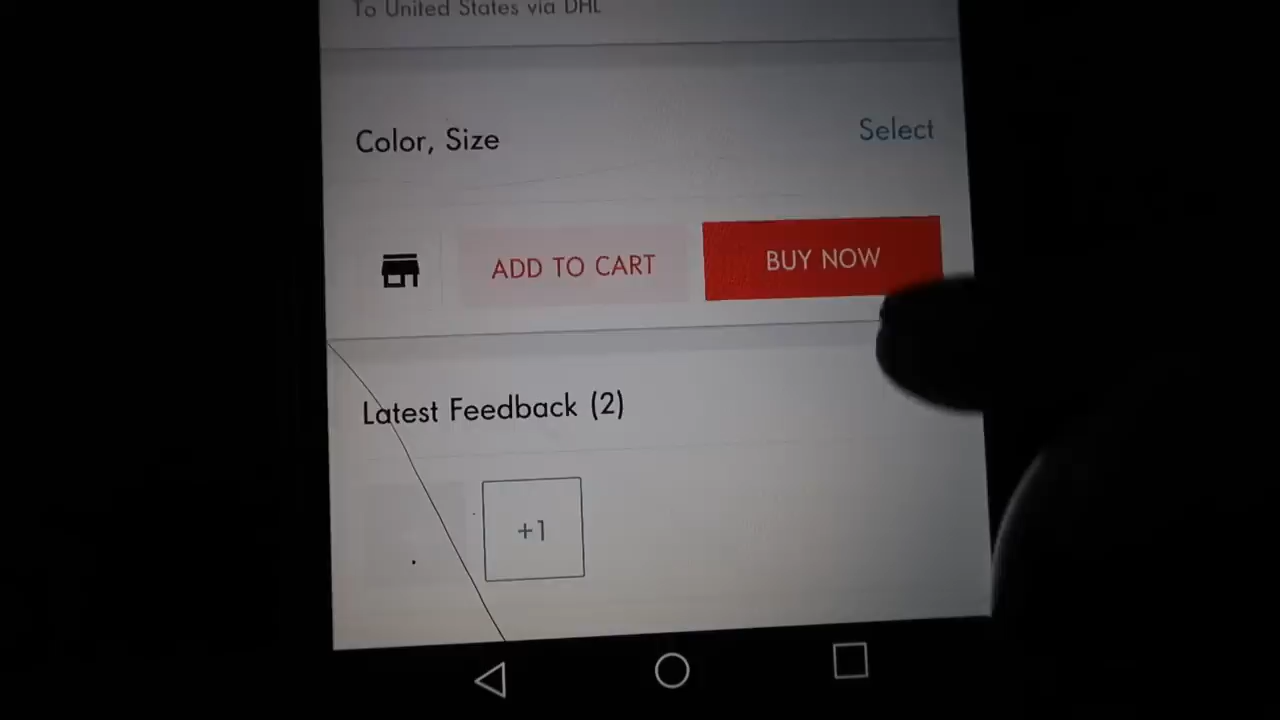 To United States via DHL
Color, Size
Select
ADD TO CART
BUY NOW
Latest Feedback (2)
+1